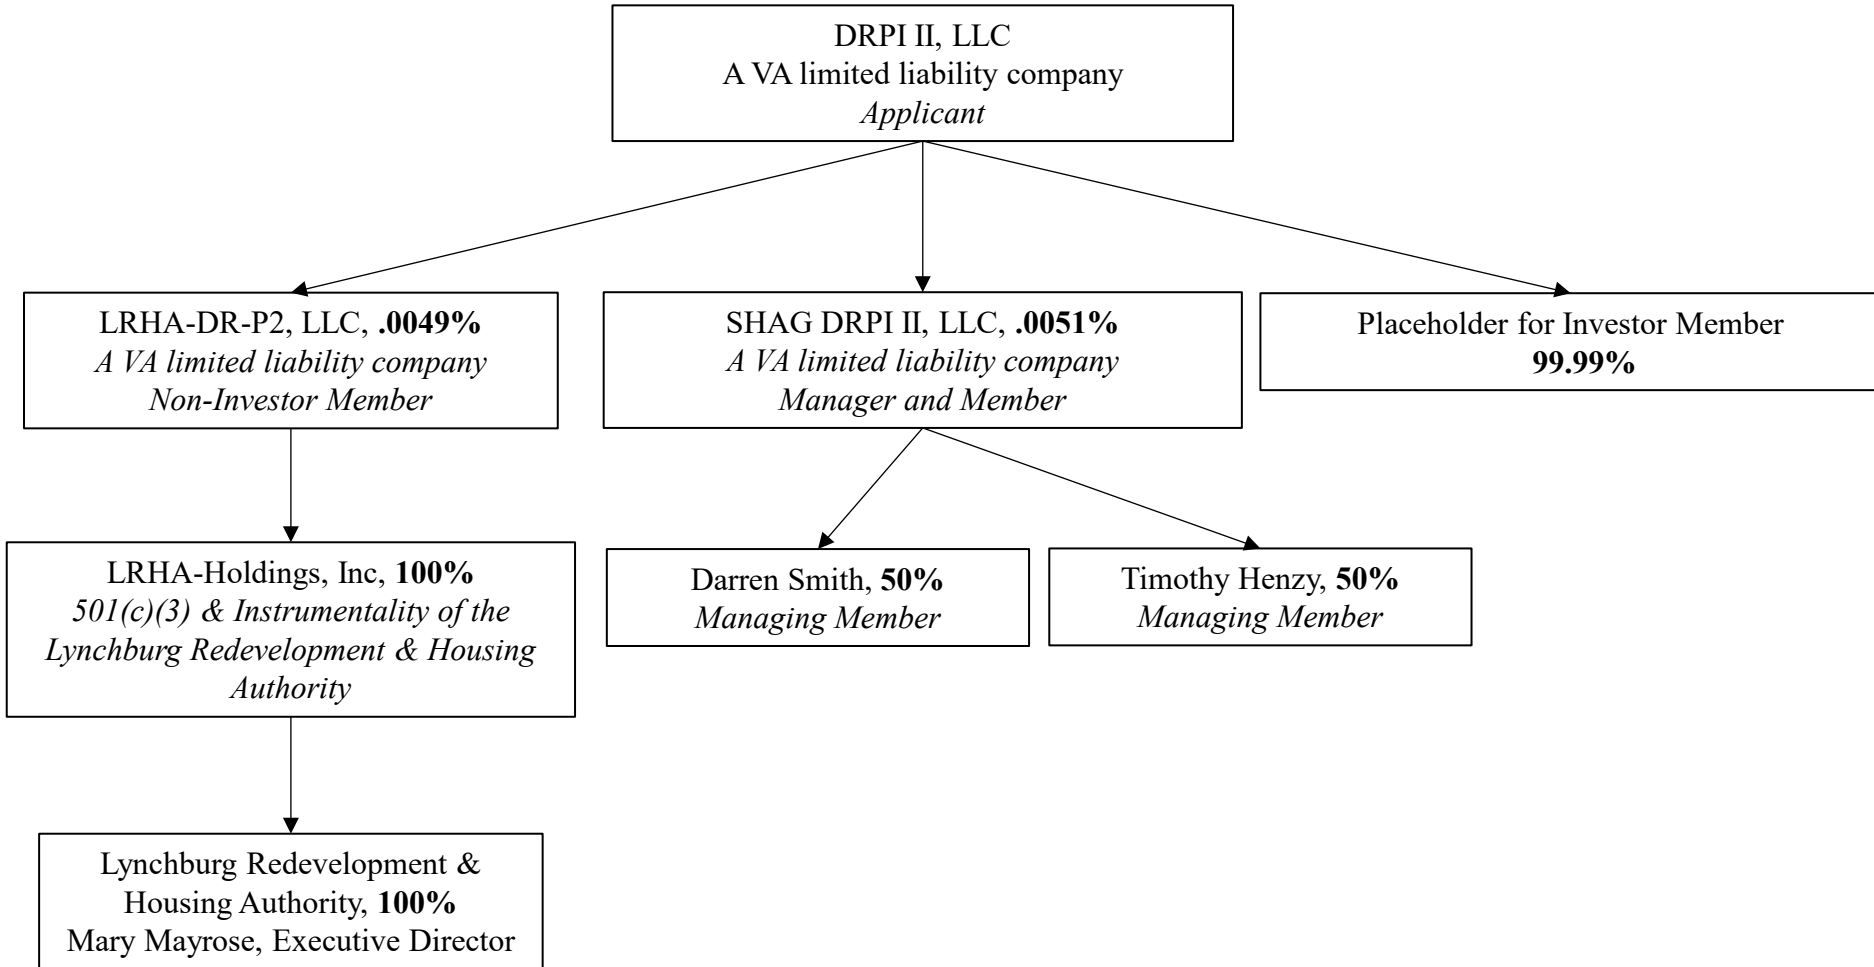 DRPI II, LLC
A VA limited liability company
Applicant
LRHA-DR-P2, LLC, .0049%
A VA limited liability company
Non-Investor Member
SHAG DRPI II, LLC, .0051%
A VA limited liability company
Manager and Member
Placeholder for Investor Member
99.99%
LRHA-Holdings, Inc, 100%
501(c)(3) & Instrumentality of the
Lynchburg Redevelopment & Housing
Authority
Darren Smith, 50%
Managing Member
Timothy Henzy, 50%
Managing Member
Lynchburg Redevelopment &
Housing Authority, 100%
Mary Mayrose, Executive Director